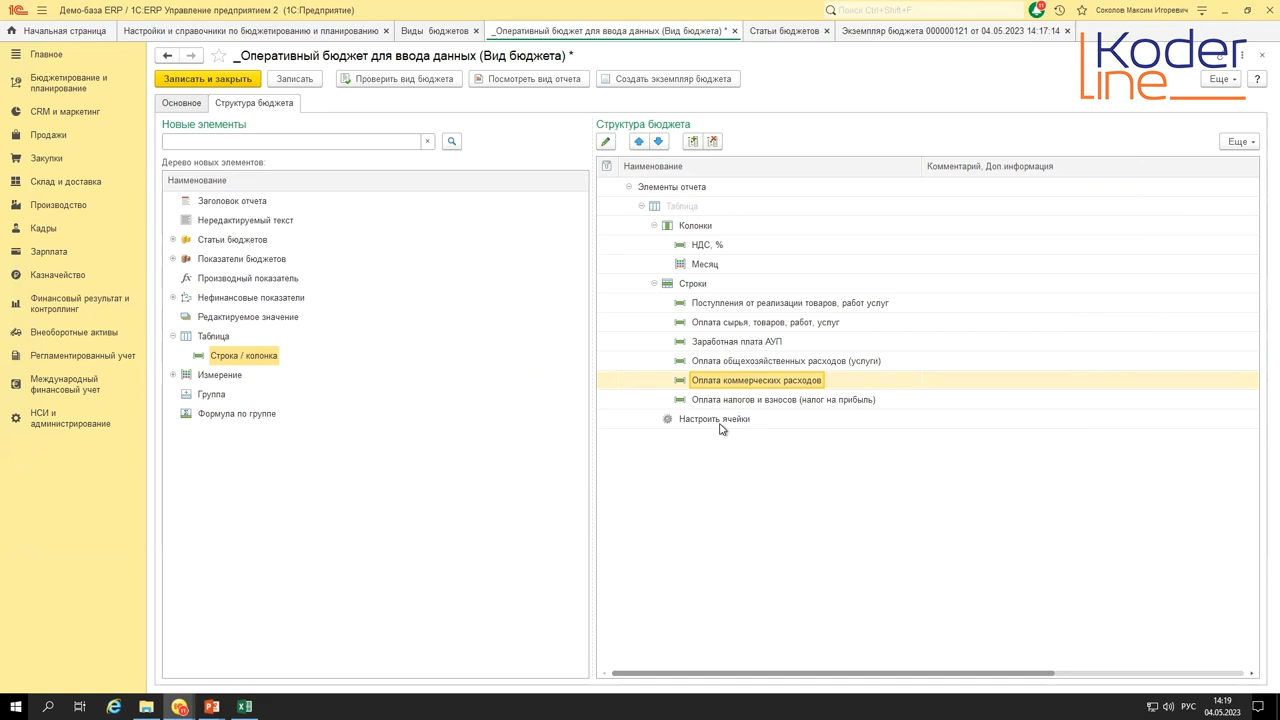 Демо-база ERP / 1С:ERP Управление предприятием 2 (1С:Предприятие)
Поиск Ctrl+Shift+F
Соколов Максим Игоревич
Начальная страница
Настройки и справочники по бюджетированию и планированию ×
Виды бюджетов ×
_Оперативный бюджет для ввода данных (Вид бюджета) * ×
Статьи бюджетов ×
Экземпляр бюджета 000000121 от 04.05.2023 14:17:14 ×
Koder
line
Главное
Бюджетирование и
планирование
CRM и маркетинг
Продажи
Закупки
Склад и доставка
Производство
Кадры
Зарплата
Казначейство
Финансовый результат и
контроллинг
Внеоборотные активы
Регламентированный учет
Международный
финансовый учет
НСИ и
администрирование
_Оперативный бюджет для ввода данных (Вид бюджета) *
Записать и закрыть
Записать
Проверить вид бюджета
Посмотреть вид отчета
Создать экземпляр бюджета
Еще
?
Основное
Структура бюджета
Новые элементы
Дерево новых элементов:
Наименование
Заголовок отчета
Нередактируемый текст
Статьи бюджетов
Показатели бюджетов
Производный показатель
Нефинансовые показатели
Редактируемое значение
Таблица
Строка / колонка
Измерение
Группа
Формула по группе
Структура бюджета
Еще
Наименование
Комментарий, Доп.информация
Элементы отчета
Таблица
Колонки
НДС, %
Месяц
Строки
Поступления от реализации товаров, работ услуг
Оплата сырья, товаров, работ, услуг
Заработная плата АУП
Оплата общехозяйственных расходов (услуги)
Оплата коммерческих расходов
Оплата налогов и взносов (налог на прибыль)
Настроить ячейки
РУС
14:19
04.05.2023